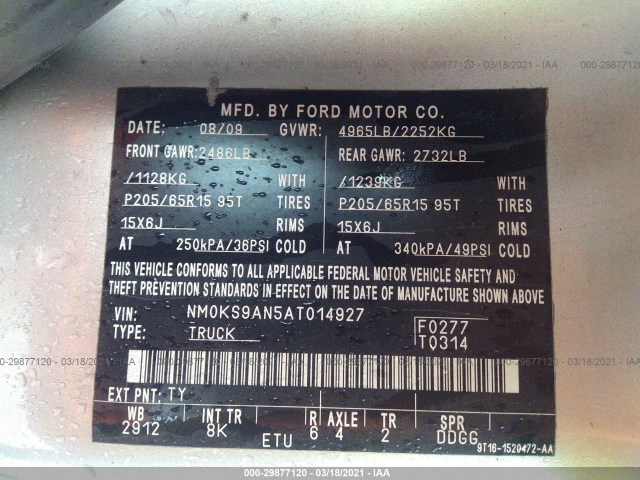 000-29877120 - 03/18/2021 - IAA
MFD. BY FORD MOTOR CO.
DATE: 08/09 GVWR: 4965LB/2252KG
FRONT GAWR: 2486LB REAR GAWR: 2732LB
/1128KG WITH /1239KG WITH
P205/65R15 95T TIRES P205/65R15 95T TIRES
15X6J RIMS 15X6J RIMS
AT 250kPA/36PSI COLD AT 340kPA/49PSI COLD
THIS VEHICLE CONFORMS TO ALL APPLICABLE FEDERAL MOTOR VEHICLE SAFETY AND
THEFT PREVENTION STANDARDS IN EFFECT ON THE DATE OF MANUFACTURE SHOWN ABOVE
VIN: NM0KS9AN5AT014927
TYPE: TRUCK F0277
T0314
EXT PNT: TY
WB INT TR R AXLE TR SPR
2912 8K ETU 6 4 2 DDGG
9T16-1520472-AA
000-29877120 - 03/18/2021 - IAA